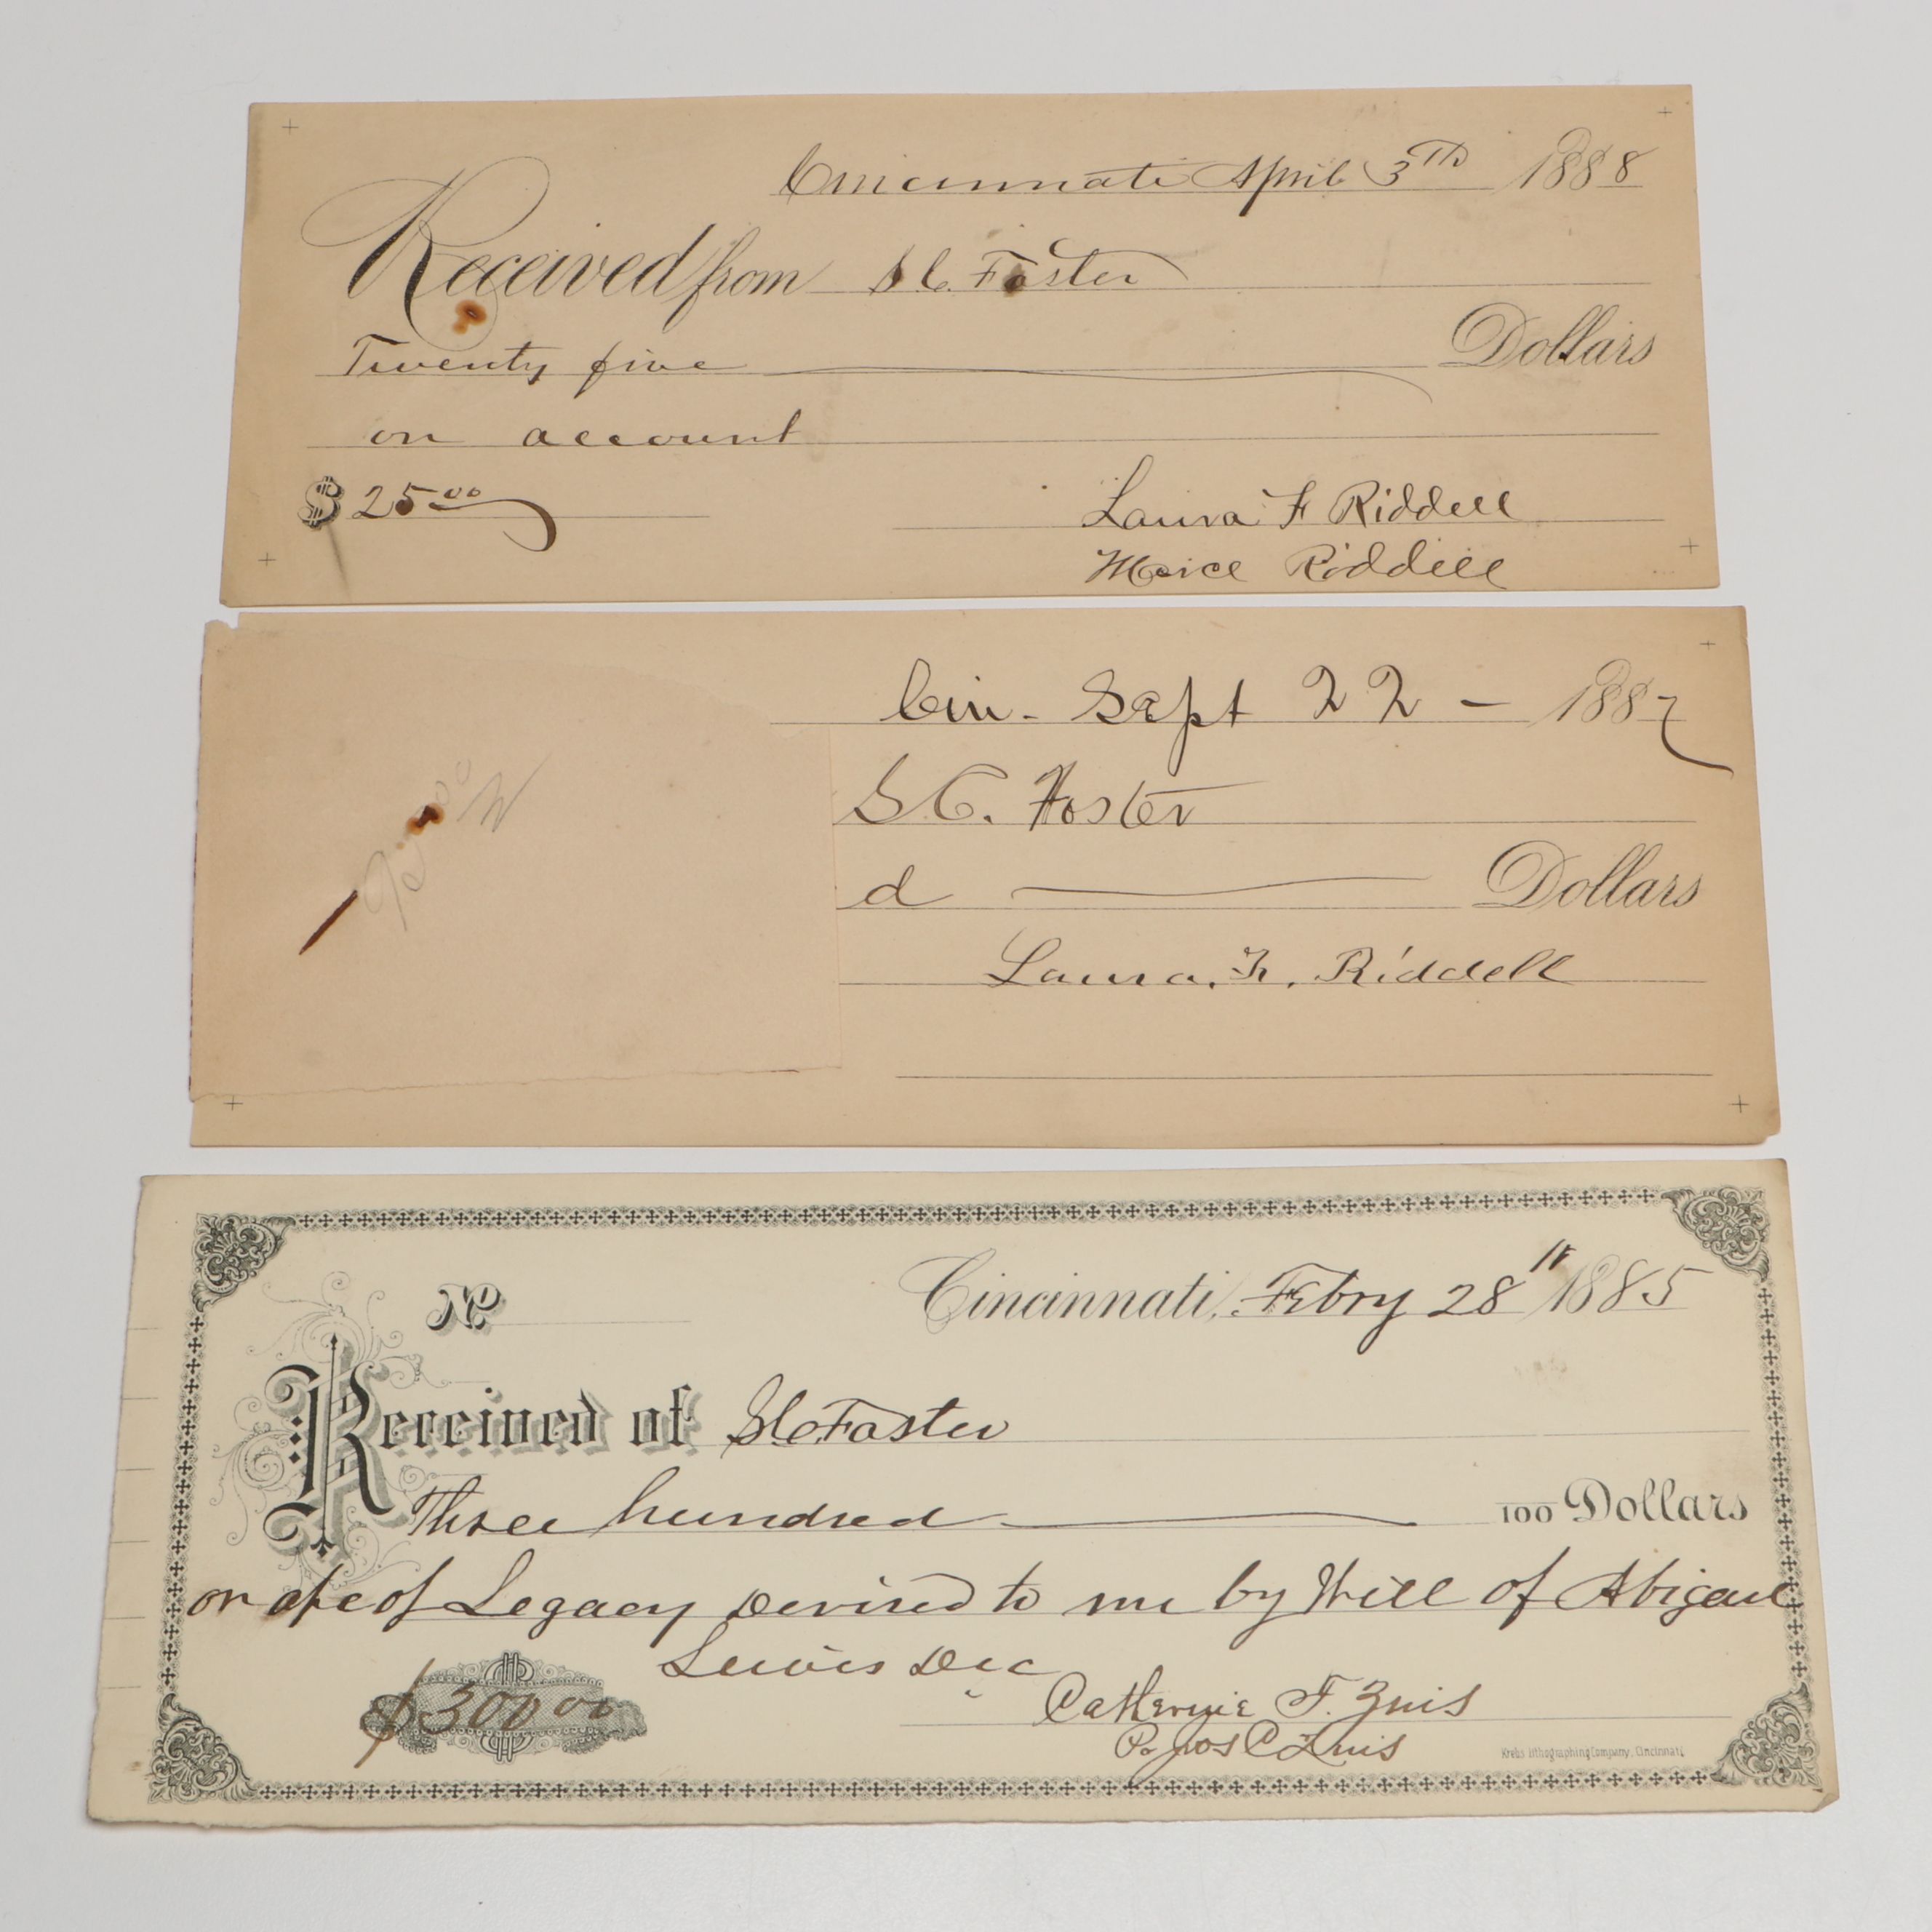 Cincinnati April 3TH 1888
Received from S C. Foster
Twenty five Dollars
on account
$ 25 00
Laura F Riddell
Riddell
Cin - Sept 22 - 1887
S C. Foster
d Dollars
Laura. F. Riddell
No
Cincinnati, Febry 28" 1885
Received of S C Foster
Three hundred 100 Dollars
on a/c of Legacy Devised to me by Will of Abigail
Lewis Dec
$300 00
Catherine F.
Krebs Lithographing Company, Cincinnati